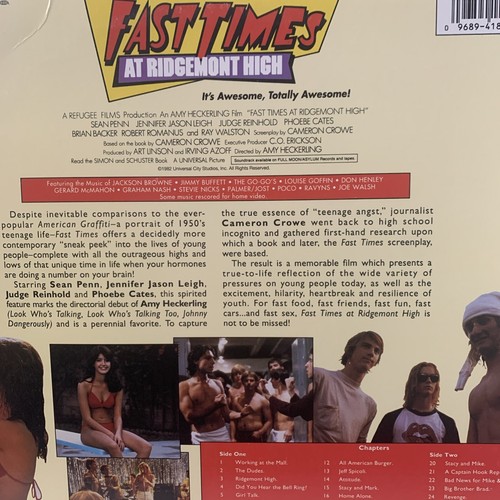 0 9689-418
FAST TIMES
AT RIDGEMONT HIGH
It's Awesome, Totally Awesome!
A REFUGEE FILMS Production An AMY HECKERLING Film "FAST TIMES AT RIDGEMONT HIGH"
SEAN PENN JENNIFER JASON LEIGH JUDGE REINHOLD PHOEBE CATES
BRIAN BACKER ROBERT ROMANUS and RAY WALSTON Screenplay by CAMERON CROWE
Based on the book by CAMERON CROWE Executive Producer C.O. ERICKSON
Produced by ART LINSON and IRVING AZOFF Directed by AMY HECKERLING
Read the SIMON and SCHUSTER Book A UNIVERSAL Picture Soundtrack available on FULL MOON/ASYLUM Records and tapes.
©1982 Universal City Studios, Inc. All Rights Reserved.
Featuring the Music of JACKSON BROWNE • JIMMY BUFFETT • THE GO-GO'S • LOUISE GOFFIN • DON HENLEY
GERARD McMAHON • GRAHAM NASH • STEVIE NICKS • PALMER/JOST • POCO • RAVYNS • JOE WALSH
Some music rescored for home video.
Despite inevitable comparisons to the ever-
popular American Graffiti–a portrait of 1950's
teenage life–Fast Times offers a decidedly more
contemporary "sneak peek" into the lives of young
people–complete with all the outrageous highs and
lows of that unique time in life when your hormones
are doing a number on your brain!
Starring Sean Penn, Jennifer Jason Leigh,
Judge Reinhold and Phoebe Cates, this spirited
feature marks the directorial debut of Amy Heckerling
(Look Who's Talking, Look Who's Talking Too, Johnny
Dangerously) and is a perennial favorite. To capture
the true essence of "teenage angst," journalist
Cameron Crowe went back to high school
incognito and gathered first-hand research upon
which a book and later, the Fast Times screenplay,
were based.
The result is a memorable film which presents a
true-to-life reflection of the wide variety of
pressures on young people today, as well as the
excitement, hilarity, heartbreak and resilience of
youth. For fast food, fast friends, fast fun, fast
cars...and fast sex, Fast Times at Ridgemont High is
not to be missed!
Chapters
Side One
1 Working at the Mall.
2 The Dudes.
3 Ridgemont High.
4 Did You Hear the Bell Ring?
5 Girl Talk.
12 All American Burger.
13 Jeff Spicoli.
14 Attitude.
15 Stacy and Mark.
16 Home Alone.
Side Two
20 Stacy and Mike.
21 A Captain Hook Rep
22 Bad News for Mike
23 Big Brother Brad.
24 Revenge.